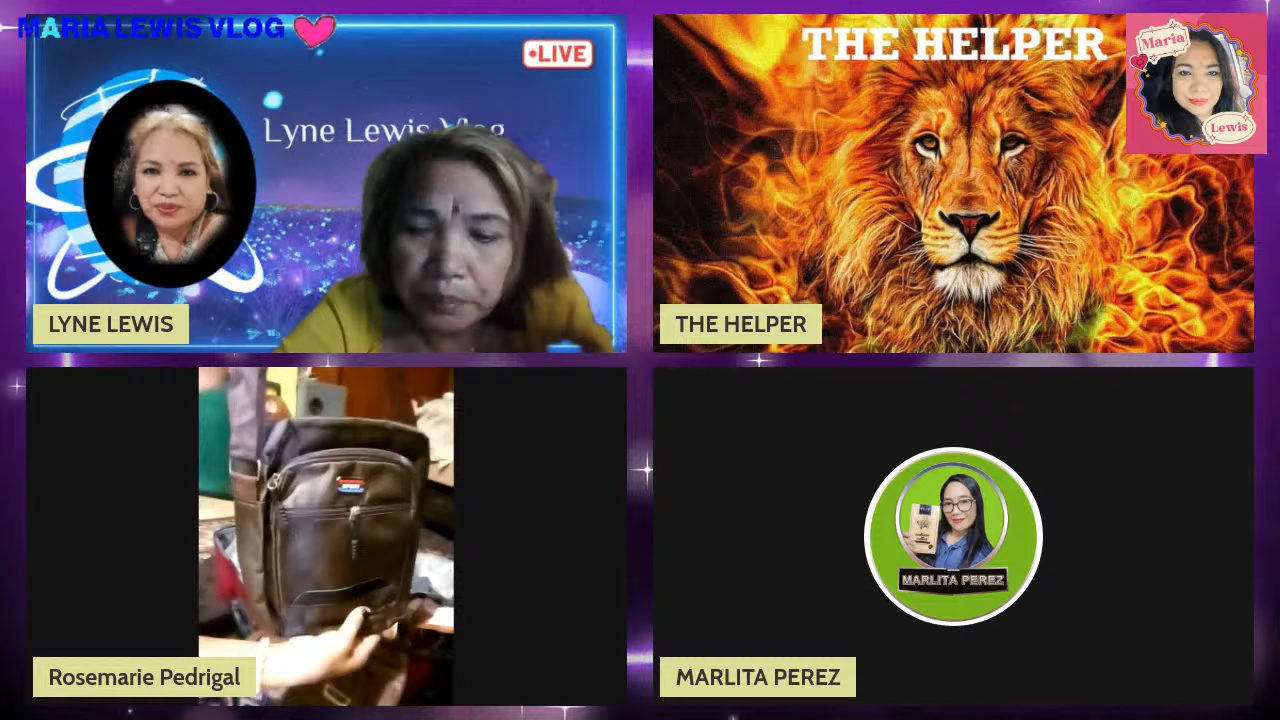 MARIA LEWIS VLOG
LIVE
Lyne Lewis Vlog
LYNE LEWIS
THE HELPER
Maria
Lewis
THE HELPER
Rosemarie Pedrigal
MARLITA PEREZ
MARLITA PEREZ